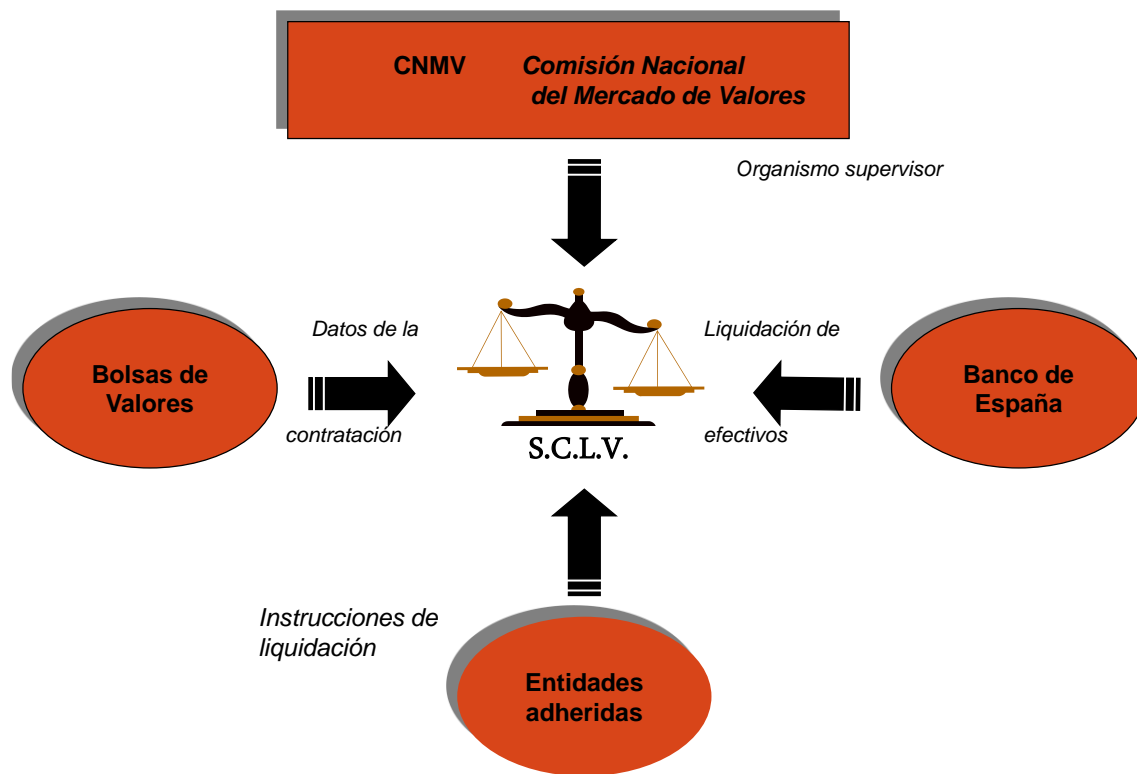 CNMV Comisión Nacional
del Mercado de Valores
Organismo supervisor
Datos de la
contratación
Liquidación de
efectivos
Bolsas de
Valores
Banco de
España
S.C.L.V.
Instrucciones de
liquidación
Entidades
adheridas